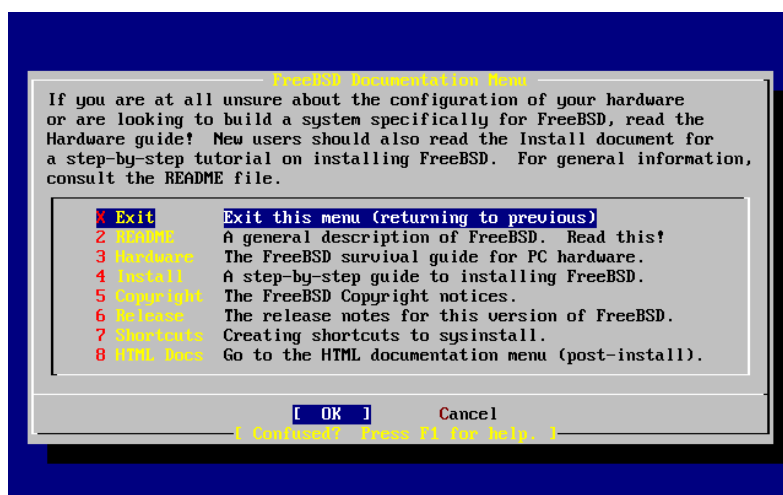 FreeBSD Documentation Menu
If you are at all unsure about the configuration of your hardware
or are looking to build a system specifically for FreeBSD, read the
Hardware guide!  New users should also read the Install document for
a step-by-step tutorial on installing FreeBSD.  For general information,
consult the README file.
X Exit Exit this menu (returning to previous)
2 README A general description of FreeBSD.  Read this!
3 Hardware The FreeBSD survival guide for PC hardware.
4 Install A step-by-step guide to installing FreeBSD.
5 Copyright The FreeBSD Copyright notices.
6 Release The release notes for this version of FreeBSD.
7 Shortcuts Creating shortcuts to sysinstall.
8 HTML Docs Go to the HTML documentation menu (post-install).
[ OK ] Cancel
[ Confused? Press F1 for help. ]